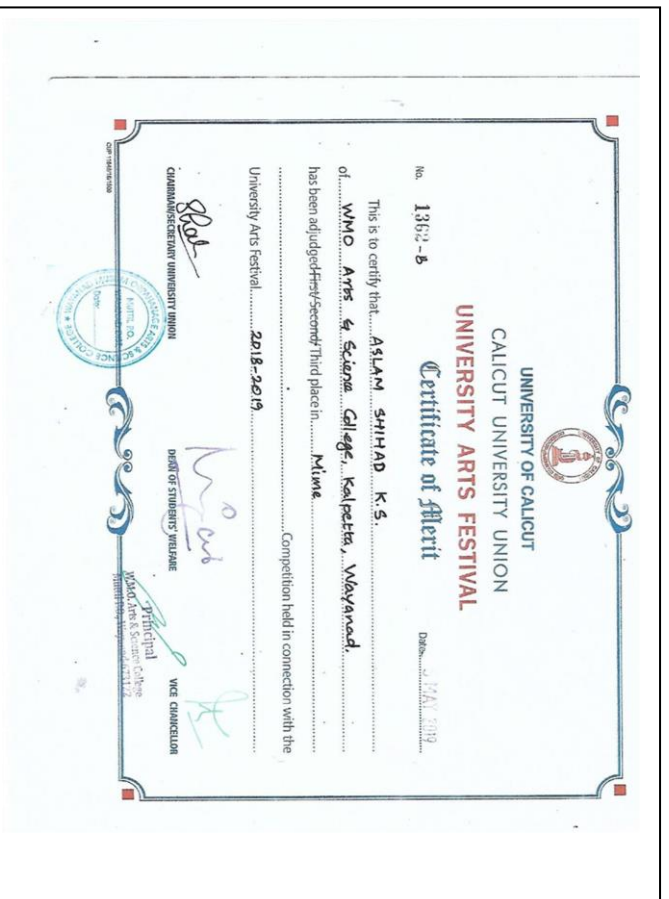 UNIVERSITY OF CALICUT
CALICUT UNIVERSITY UNION
UNIVERSITY ARTS FESTIVAL
Certificate of Merit
No. 1362-B
Date: MAY 2019
This is to certify that ASLAM SHIHAD K.S.
of WMO Arts & Science College, Kalpetta, Wayanad.
has been adjudged First/Second/Third place in Mime
Competition held in connection with the
University Arts Festival 2018-2019
CHAIRMAN/SECRETARY UNIVERSITY UNION
DEAN OF STUDENTS' WELFARE
VICE CHANCELLOR
Principal
W.M.O. Arts & Science College